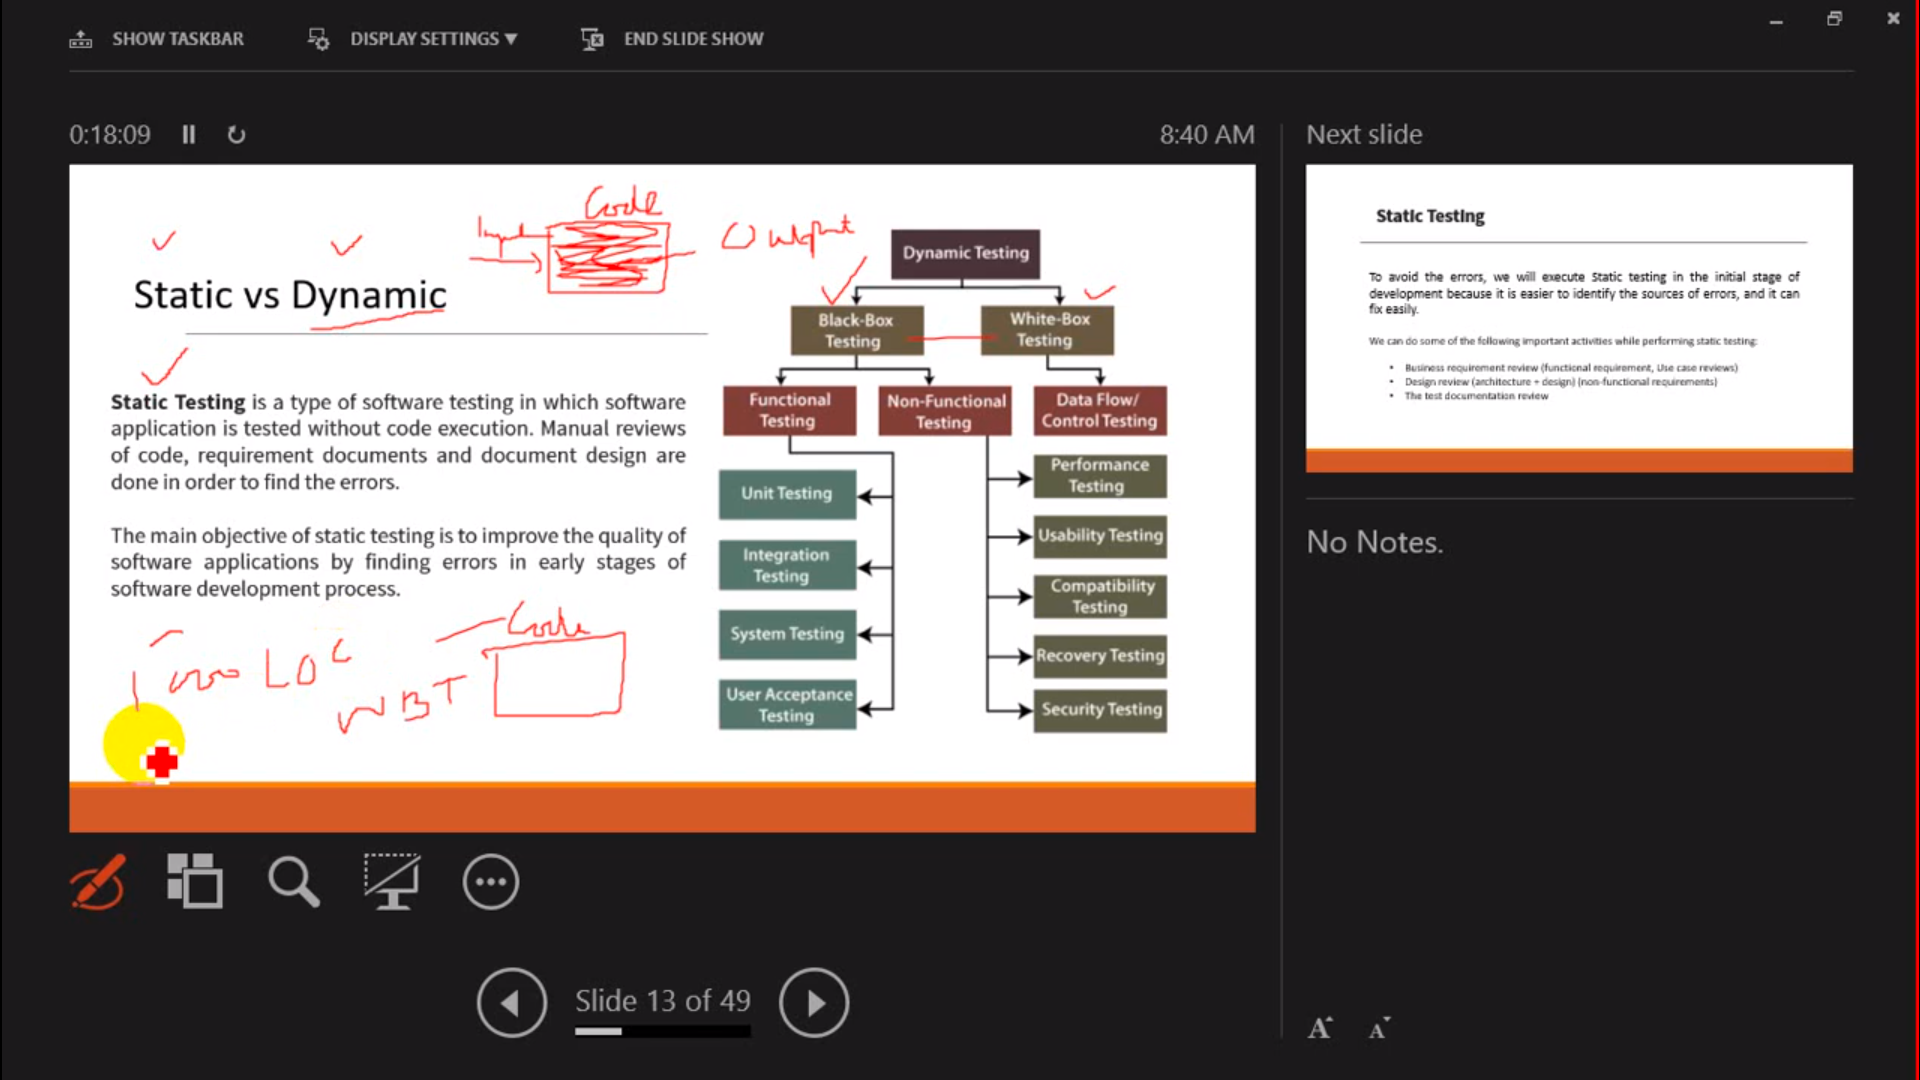 SHOW TASKBAR
DISPLAY SETTINGS ▼
END SLIDE SHOW
0:18:09
8:40 AM
Next slide
Code
Input
Output
Static vs Dynamic
Static Testing is a type of software testing in which software
application is tested without code execution. Manual reviews
of code, requirement documents and document design are
done in order to find the errors.
The main objective of static testing is to improve the quality of
software applications by finding errors in early stages of
software development process.
LOC
WBT
Code
Dynamic Testing
Black-Box
Testing
White-Box
Testing
Functional
Testing
Non-Functional
Testing
Data Flow/
Control Testing
Unit Testing
Integration
Testing
System Testing
User Acceptance
Testing
Performance
Testing
Usability Testing
Compatibility
Testing
Recovery Testing
Security Testing
Static Testing
To avoid the errors, we will execute Static testing in the initial stage of
development because it is easier to identify the sources of errors, and it can
fix easily.
We can do some of the following important activities while performing static testing:
• Business requirement review (functional requirement, Use case reviews)
• Design review (architecture + design) (non-functional requirements)
• The test documentation review
No Notes.
Slide 13 of 49
A
A